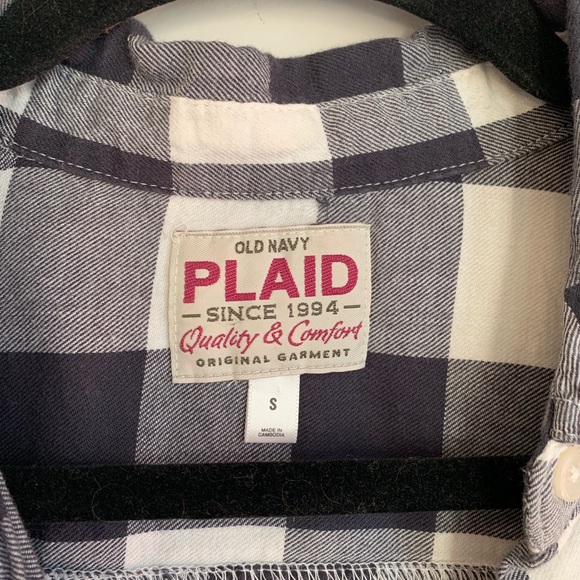 OLD NAVY
PLAID
SINCE 1994
Quality & Comfort
ORIGINAL GARMENT
S
MADE IN
CAMBODIA